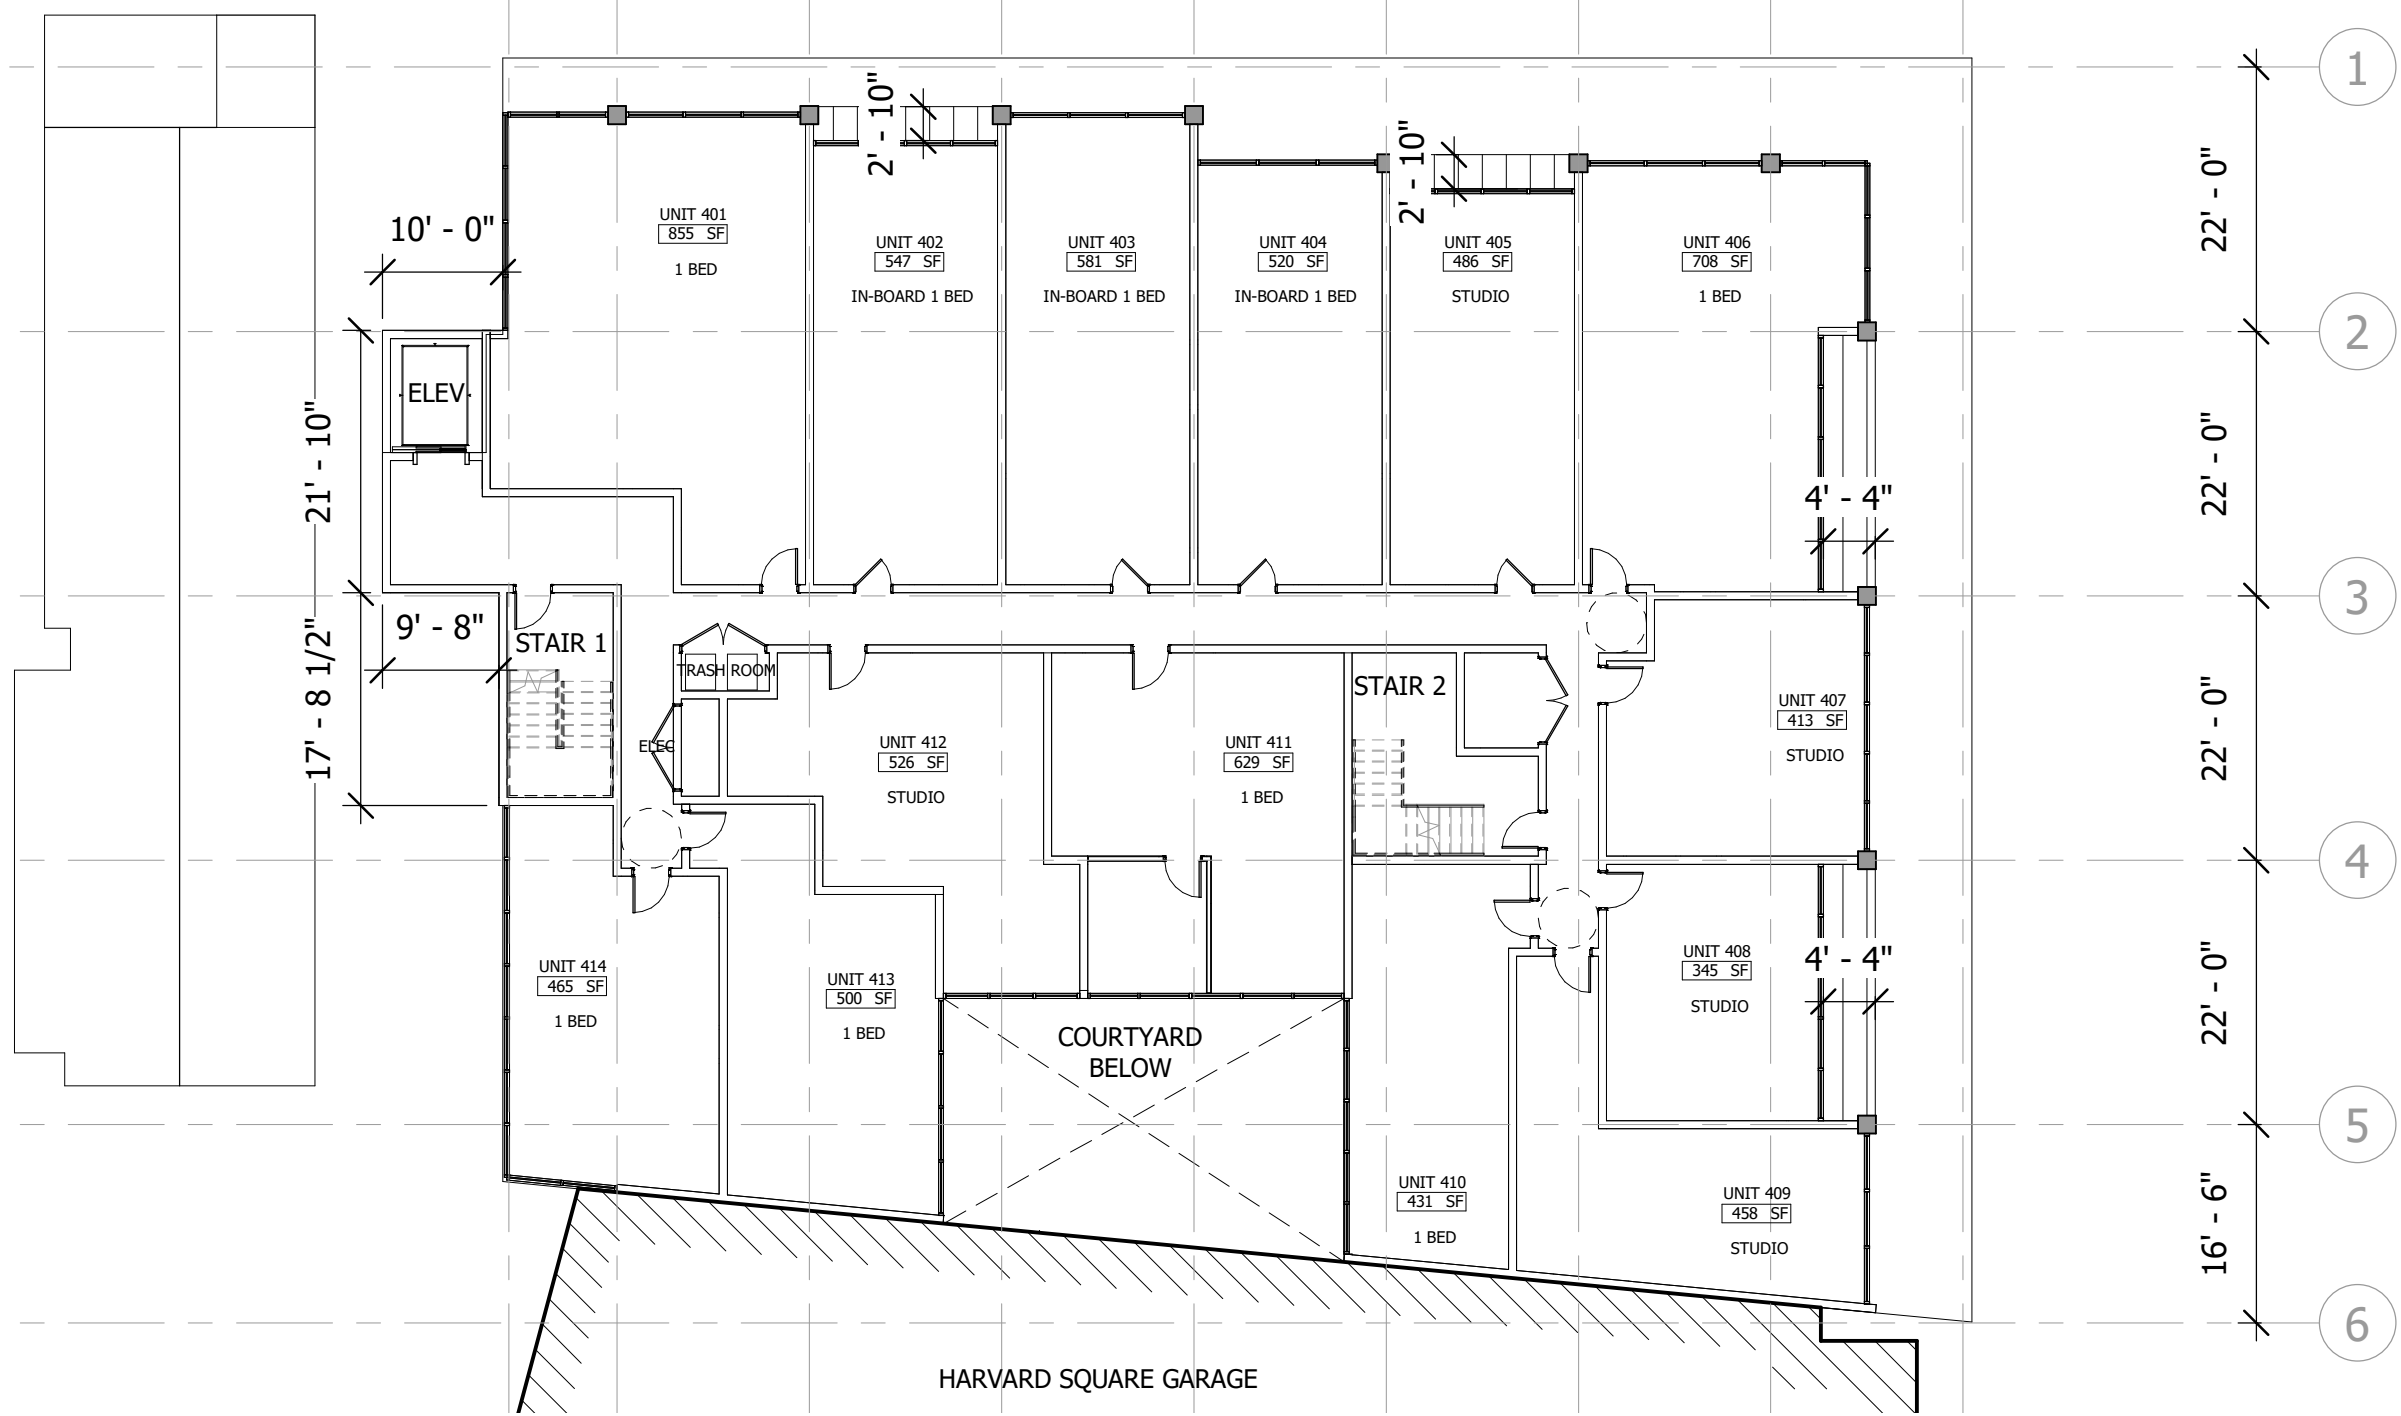 1
2' - 10"
2' - 10"
22' - 0"
10' - 0"
UNIT 401
855 SF
1 BED
UNIT 402
547 SF
IN-BOARD 1 BED
UNIT 403
581 SF
IN-BOARD 1 BED
UNIT 404
520 SF
IN-BOARD 1 BED
UNIT 405
486 SF
STUDIO
UNIT 406
708 SF
1 BED
2
ELEV
21' - 10"
22' - 0"
4' - 4"
3
9' - 8"
17' - 8 1/2"
STAIR 1
TRASH ROOM
ELEC
UNIT 412
526 SF
STUDIO
UNIT 411
629 SF
1 BED
STAIR 2
UNIT 407
413 SF
STUDIO
22' - 0"
4
UNIT 414
465 SF
1 BED
UNIT 413
500 SF
1 BED
COURTYARD
BELOW
UNIT 408
345 SF
STUDIO
4' - 4"
22' - 0"
5
UNIT 410
431 SF
1 BED
UNIT 409
458 SF
STUDIO
16' - 6"
6
HARVARD SQUARE GARAGE